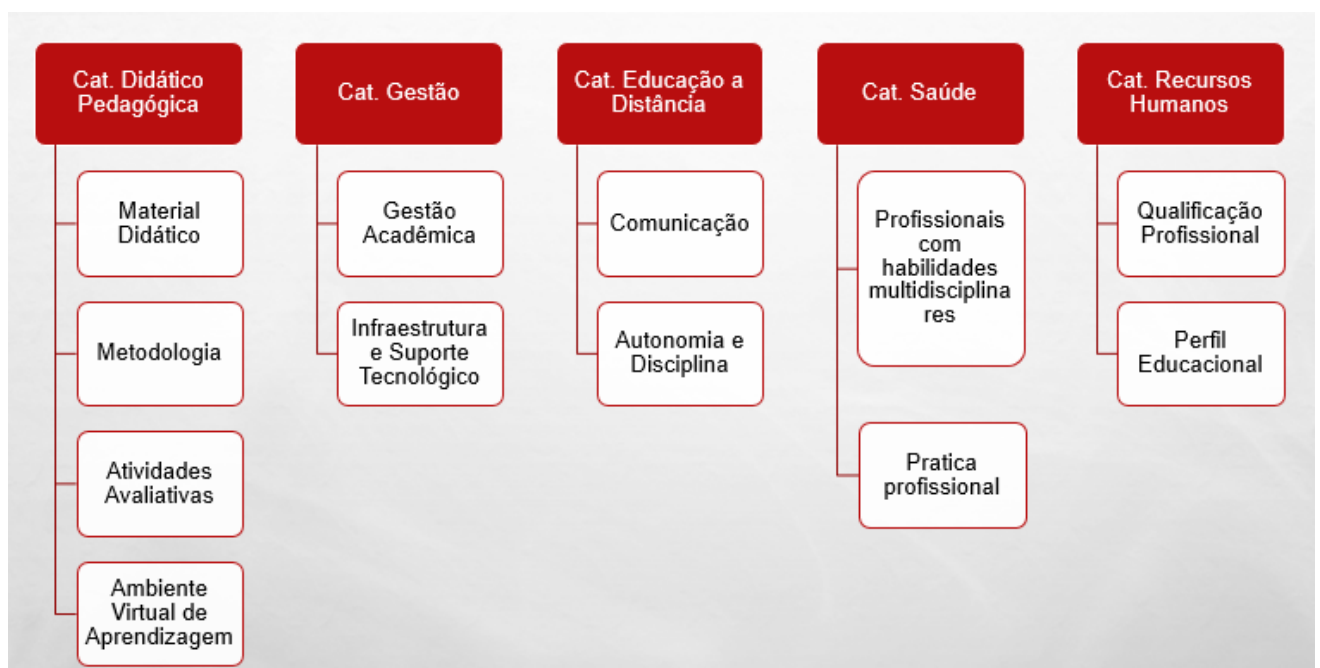 Cat. Didático
Pedagógica
Material
Didático
Metodologia
Atividades
Avaliativas
Ambiente
Virtual de
Aprendizagem
Cat. Gestão
Gestão
Acadêmica
Infraestrutura
e Suporte
Tecnológico
Cat. Educação a
Distância
Comunicação
Autonomia e
Disciplina
Cat. Saúde
Profissionais
com
habilidades
multidisciplina
res
Pratica
profissional
Cat. Recursos
Humanos
Qualificação
Profissional
Perfil
Educacional